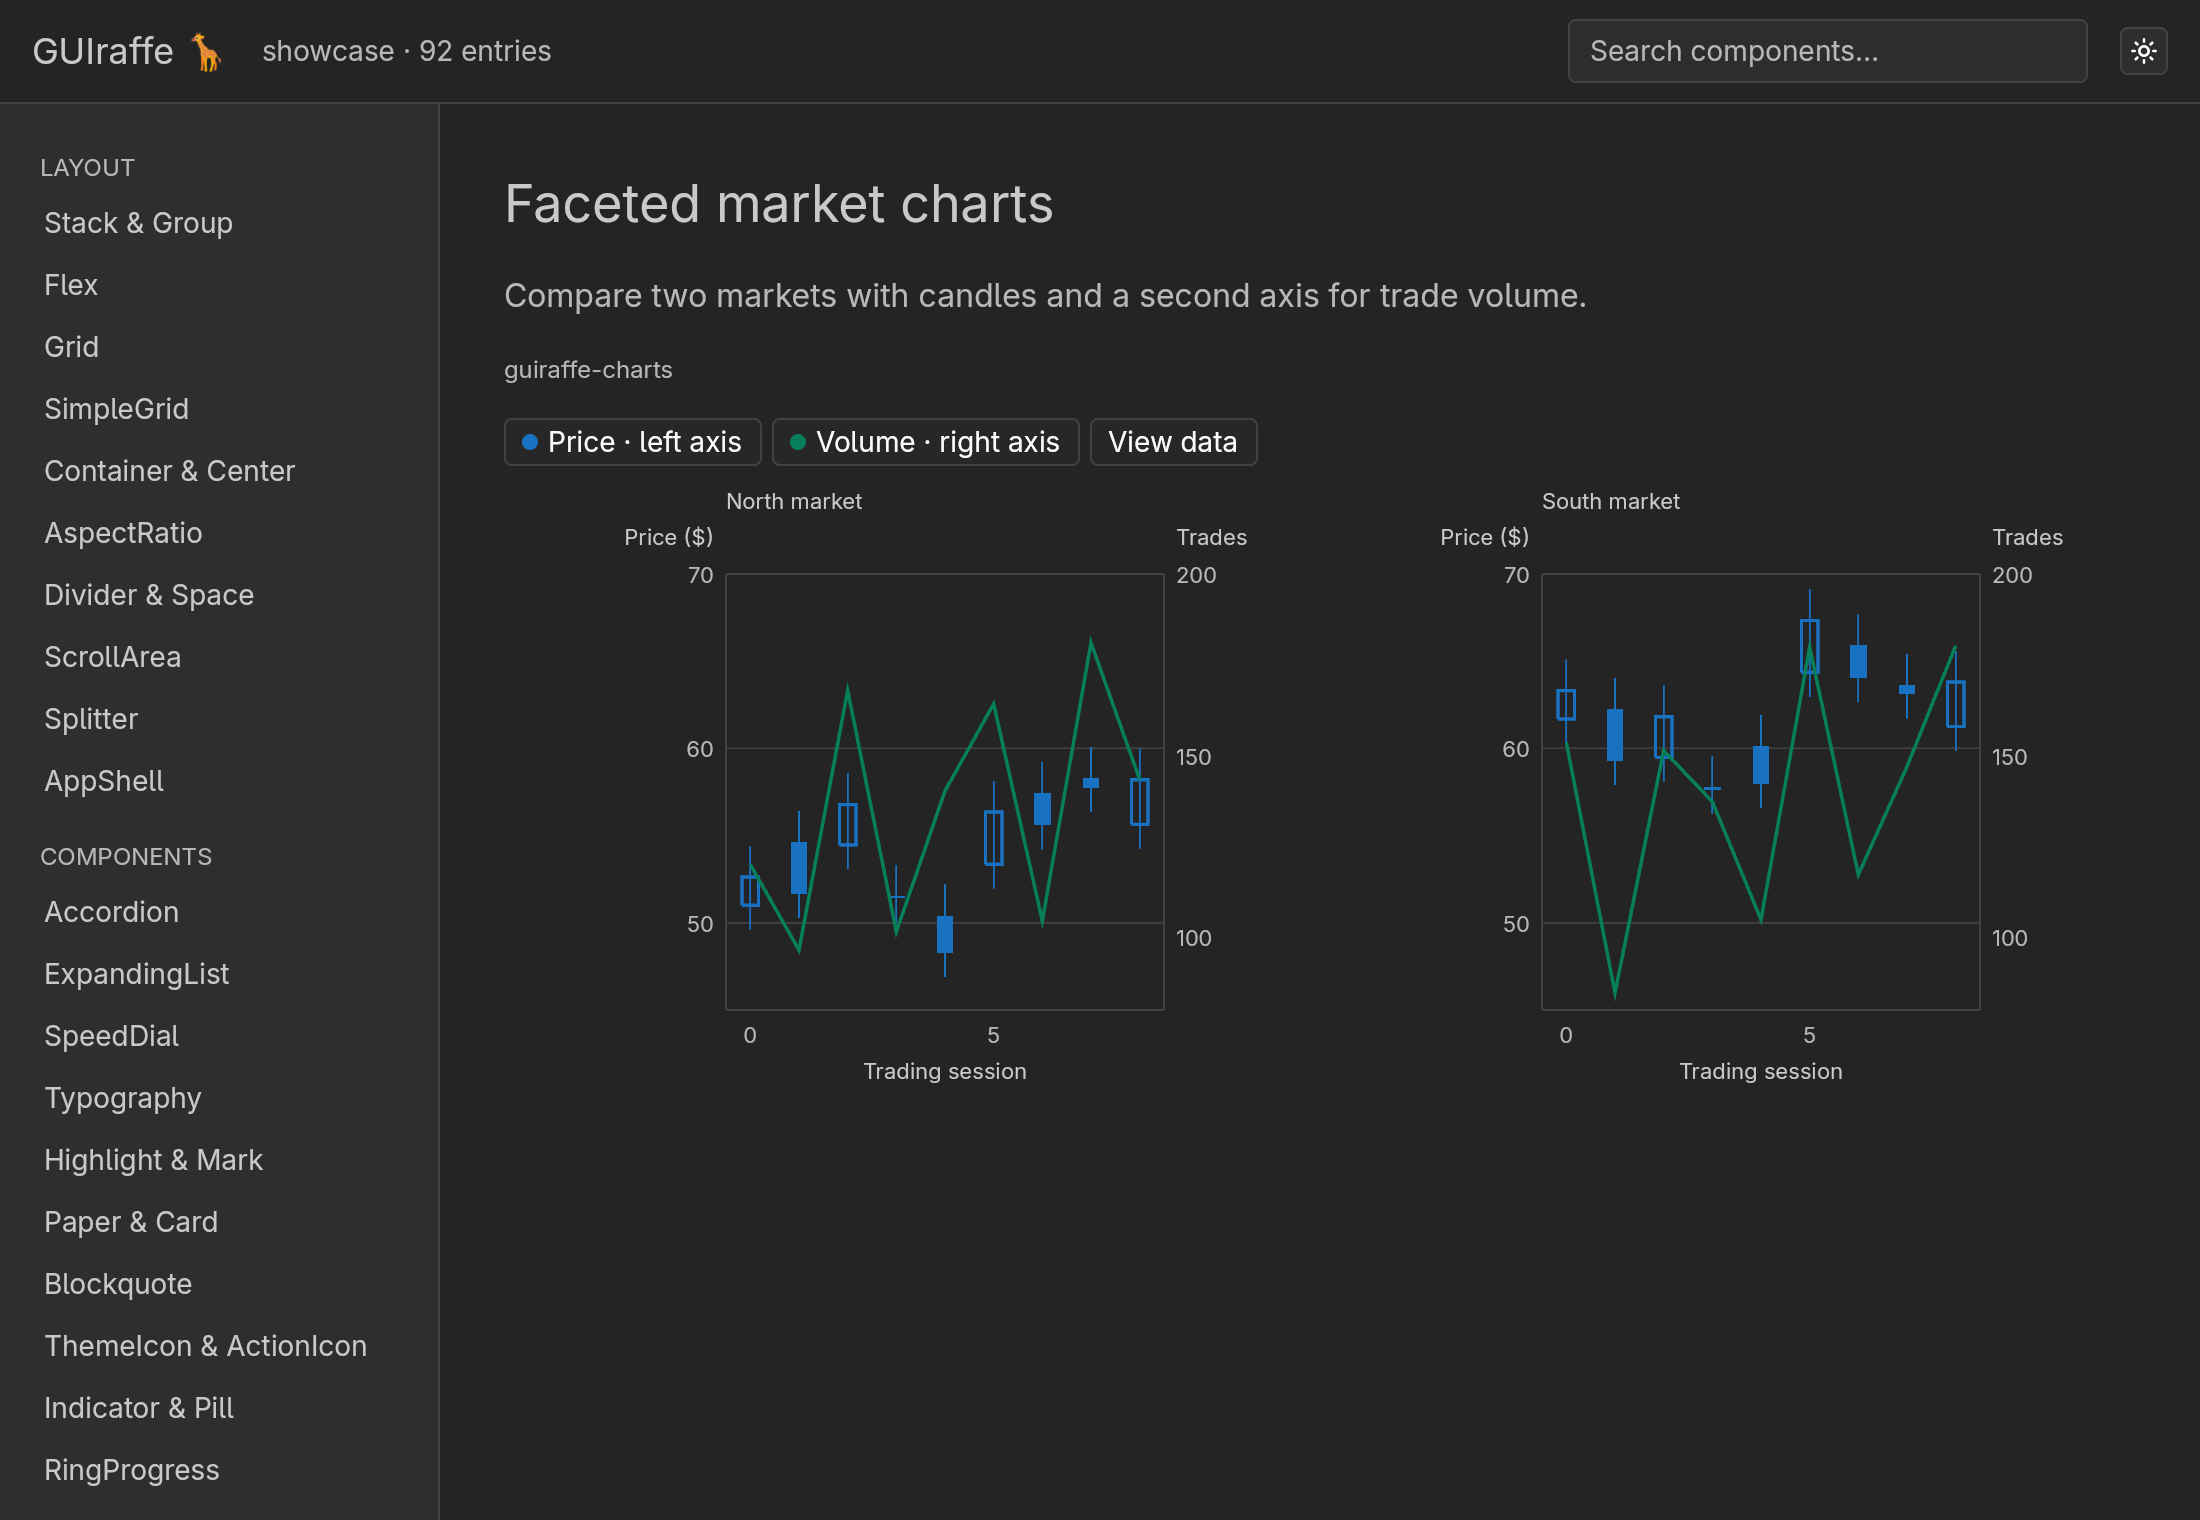 GUIraffe 🦒 showcase · 92 entries
Search components...
LAYOUT
Stack & Group
Flex
Grid
SimpleGrid
Container & Center
AspectRatio
Divider & Space
ScrollArea
Splitter
AppShell
COMPONENTS
Accordion
ExpandingList
SpeedDial
Typography
Highlight & Mark
Paper & Card
Blockquote
ThemeIcon & ActionIcon
Indicator & Pill
RingProgress
Faceted market charts
Compare two markets with candles and a second axis for trade volume.
guiraffe-charts
Price · left axis
Volume · right axis
View data
North market
Price ($)
Trades
70
60
50
200
150
100
0
5
Trading session
South market
Price ($)
Trades
70
60
50
200
150
100
0
5
Trading session